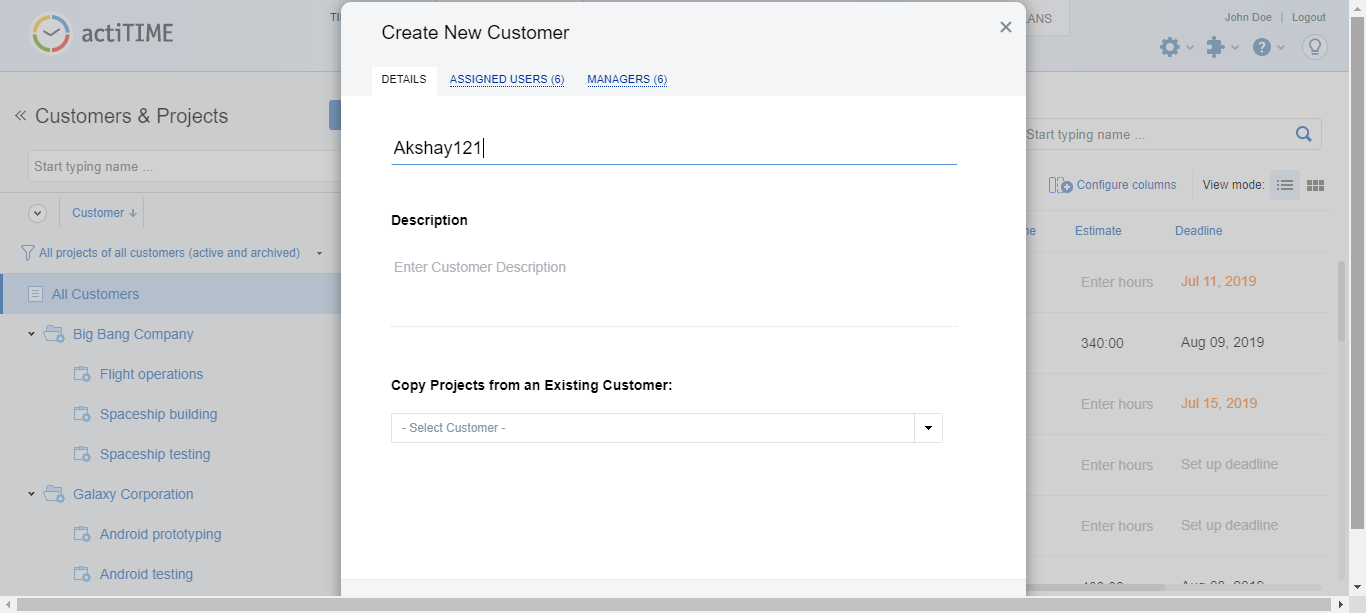 actiTIME
TI
LANS
John Doe | Logout
Create New Customer
DETAILS
ASSIGNED USERS (6)
MANAGERS (6)
Customers & Projects
Start typing name ...
Customer
All projects of all customers (active and archived)
All Customers
Big Bang Company
Flight operations
Spaceship building
Spaceship testing
Galaxy Corporation
Android prototyping
Android testing
Akshay121
Description
Enter Customer Description
Copy Projects from an Existing Customer:
- Select Customer -
Start typing name ...
Configure columns
View mode:
ne
Estimate
Deadline
Enter hours
Jul 11, 2019
340:00
Aug 09, 2019
Enter hours
Jul 15, 2019
Enter hours
Set up deadline
Enter hours
Set up deadline